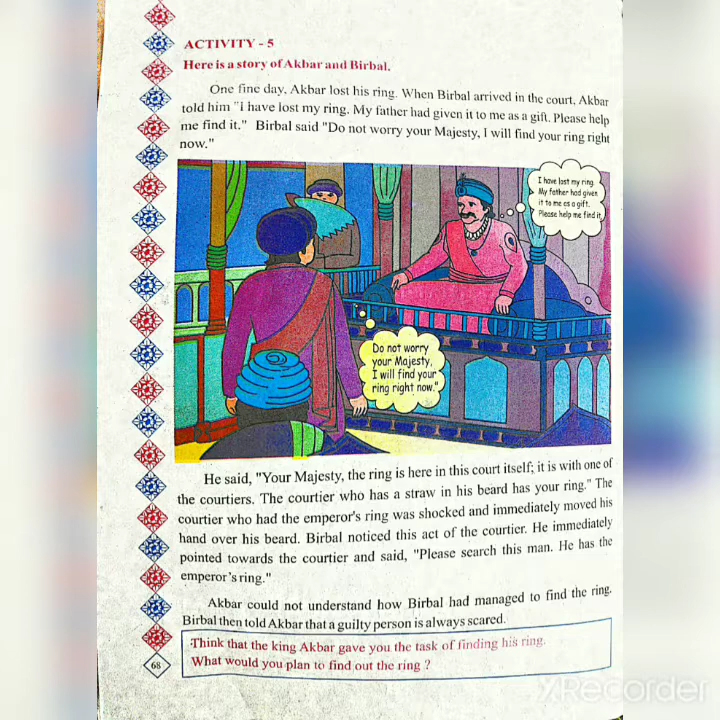 ACTIVITY - 5
Here is a story of Akbar and Birbal.
One fine day, Akbar lost his ring. When Birbal arrived in the court, Akbar
told him "I have lost my ring. My father had given it to me as a gift. Please help
me find it." Birbal said "Do not worry your Majesty, I will find your ring right
now."
I have lost my ring.
My father had given
it to me as a gift.
Please help me find it.
Do not worry
your Majesty,
I will find your
ring right now."
He said, "Your Majesty, the ring is here in this court itself; it is with one of
the courtiers. The courtier who has a straw in his beard has your ring." The
courtier who had the emperor's ring was shocked and immediately moved his
hand over his beard. Birbal noticed this act of the courtier. He immediately
pointed towards the courtier and said, "Please search this man. He has the
emperor's ring."
Akbar could not understand how Birbal had managed to find the ring.
Birbal then told Akbar that a guilty person is always scared.
Think that the king Akbar gave you the task of finding his ring.
What would you plan to find out the ring ?
68
XRecorder